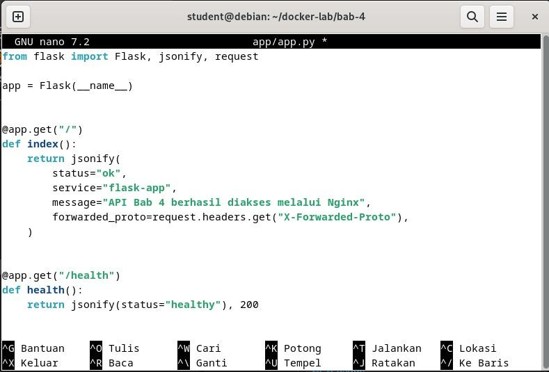 student@debian: ~/docker-lab/bab-4
GNU nano 7.2 app/app.py *
from flask import Flask, jsonify, request
app = Flask(__name__)
@app.get("/")
def index():
    return jsonify(
        status="ok",
        service="flask-app",
        message="API Bab 4 berhasil diakses melalui Nginx",
        forwarded_proto=request.headers.get("X-Forwarded-Proto"),
    )
@app.get("/health")
def health():
    return jsonify(status="healthy"), 200
^G Bantuan ^O Tulis ^W Cari ^K Potong ^T Jalankan ^C Lokasi
^X Keluar ^R Baca ^\ Ganti ^U Tempel ^J Ratakan ^/ Ke Baris